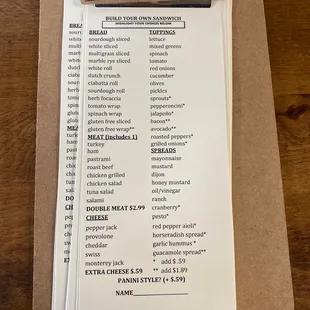 BUILD YOUR OWN SANDWICH
HIGHLIGHT YOUR CHOICES BELOW
BREAD TOPPINGS
sourdough sliced lettuce
white sliced mixed greens
multigrain sliced spinach
marble rye sliced tomato
white roll red onions
dutch crunch cucumber
ciabatta roll olives
sourdough roll pickles
herb focaccia sprouts*
tomato wrap pepperoncini*
spinach wrap jalapeño*
gluten free sliced bacon**
gluten free wrap** avocado**
MEAT (includes 1) roasted peppers*
turkey grilled onions*
ham SPREADS
pastrami mayonnaise
roast beef mustard
chicken grilled dijon
chicken salad honey mustard
tuna salad oil/vinegar
salami ranch
DOUBLE MEAT $2.99 cranberry*
CHEESE pesto*
pepper jack red pepper aioli*
provolone horseradish spread*
cheddar garlic hummus *
swiss guacamole spread**
monterey jack * add $ .59
EXTRA CHEESE $.59 ** add $1.89
PANINI STYLE? (+ $.59)
NAME